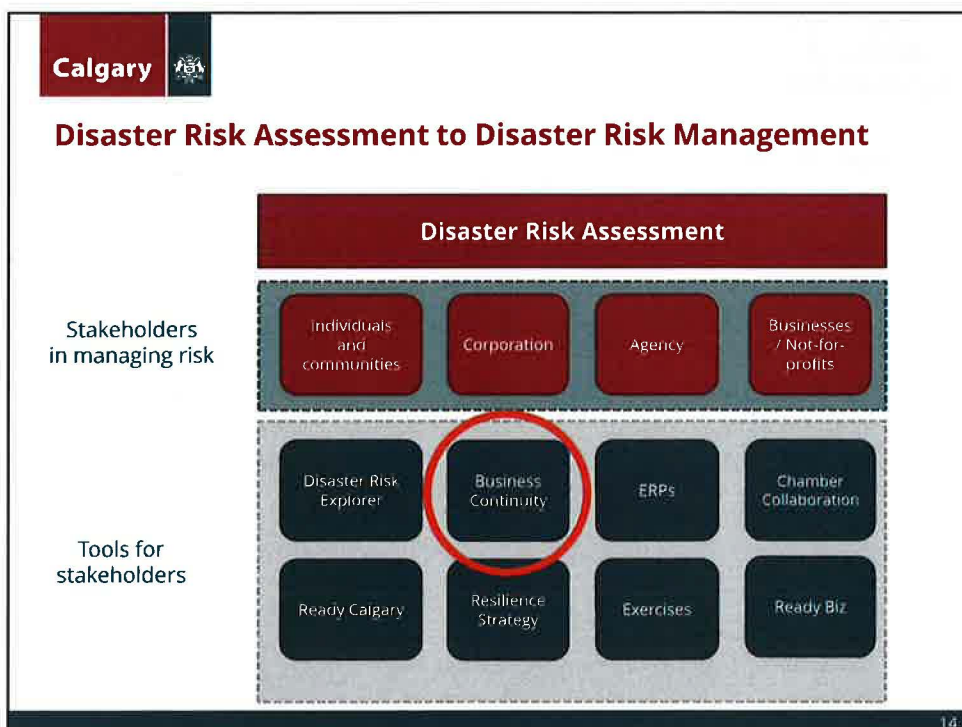 Calgary
Disaster Risk Assessment to Disaster Risk Management
Disaster Risk Assessment
Stakeholders
in managing risk
Individuals
and
communities
Corporation
Agency
Businesses
/ Not-for-
profits
Tools for
stakeholders
Disaster Risk
Explorer
Business
Continuity
ERPs
Chamber
Collaboration
Ready Calgary
Resilience
Strategy
Exercises
Ready Biz
14